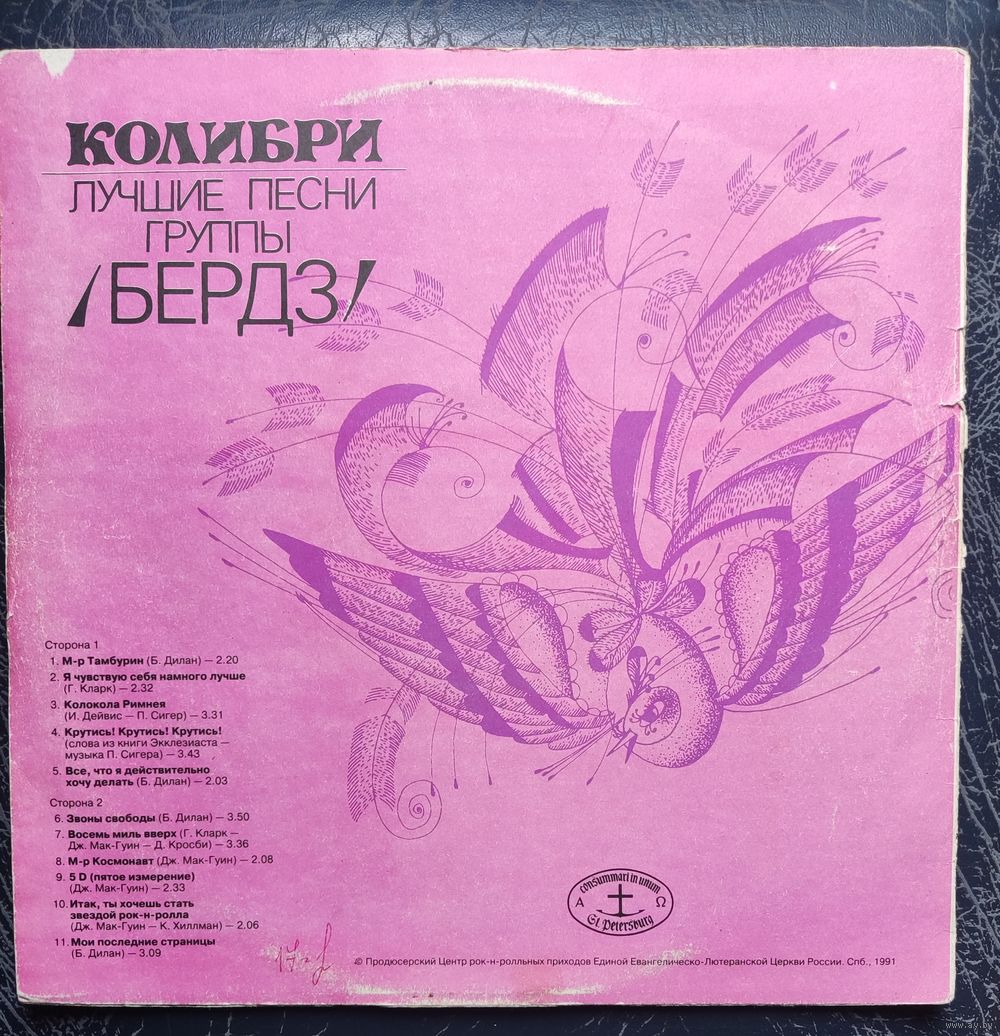 КОЛИБРИ
ЛУЧШИЕ ПЕСНИ
ГРУППЫ
/БЕРДЗ/
Сторона 1
1. М-р Тамбурин (Б. Дилан) — 2.20
2. Я чувствую себя намного лучше
(Г. Кларк) — 2.32
3. Колокола Римнея
(И. Дейвис — П. Сигер) — 3.31
4. Крутись! Крутись! Крутись!
(слова из книги Экклезиаста —
музыка П. Сигера) — 3.43
5. Все, что я действительно
хочу делать (Б. Дилан) — 2.03
Сторона 2
6. Звоны свободы (Б. Дилан) — 3.50
7. Восемь миль вверх (Г. Кларк —
Дж. Мак-Гуин — Д. Кросби) — 3.36
8. М-р Космонавт (Дж. Мак-Гуин) — 2.08
9. 5 D (пятое измерение)
(Дж. Мак-Гуин) — 2.33
10. Итак, ты хочешь стать
звездой рок-н-ролла
(Дж. Мак-Гуин — К. Хиллман) — 2.06
11. Мои последние страницы
(Б. Дилан) — 3.09
consummari in unum
Α Ω
St. Petersburg
© Продюсерский Центр рок-н-ролльных приходов Единой Евангелическо-Лютеранской Церкви России. Спб., 1991